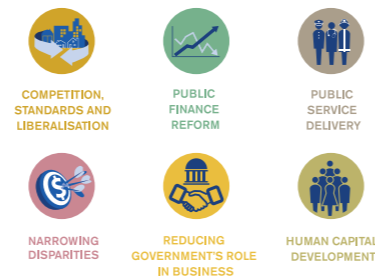 COMPETITION,
STANDARDS AND
LIBERALISATION
PUBLIC
FINANCE
REFORM
PUBLIC
SERVICE
DELIVERY
NARROWING
DISPARITIES
REDUCING
GOVERNMENT'S ROLE
IN BUSINESS
HUMAN CAPITAL
DEVELOPMENT